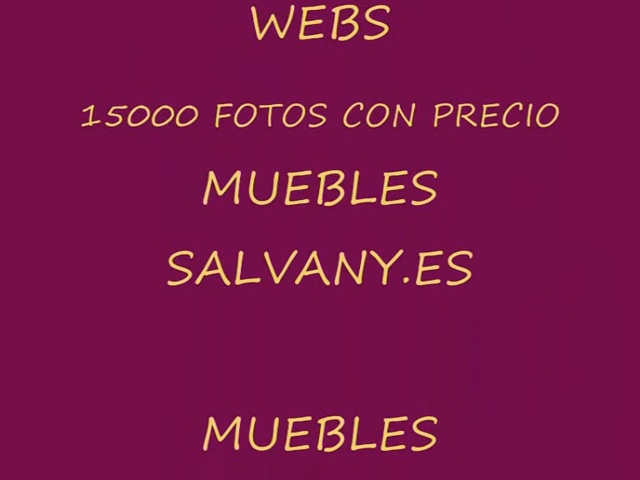 WEBS
15000 FOTOS CON PRECIO
MUEBLES
SALVANY.ES
MUEBLES